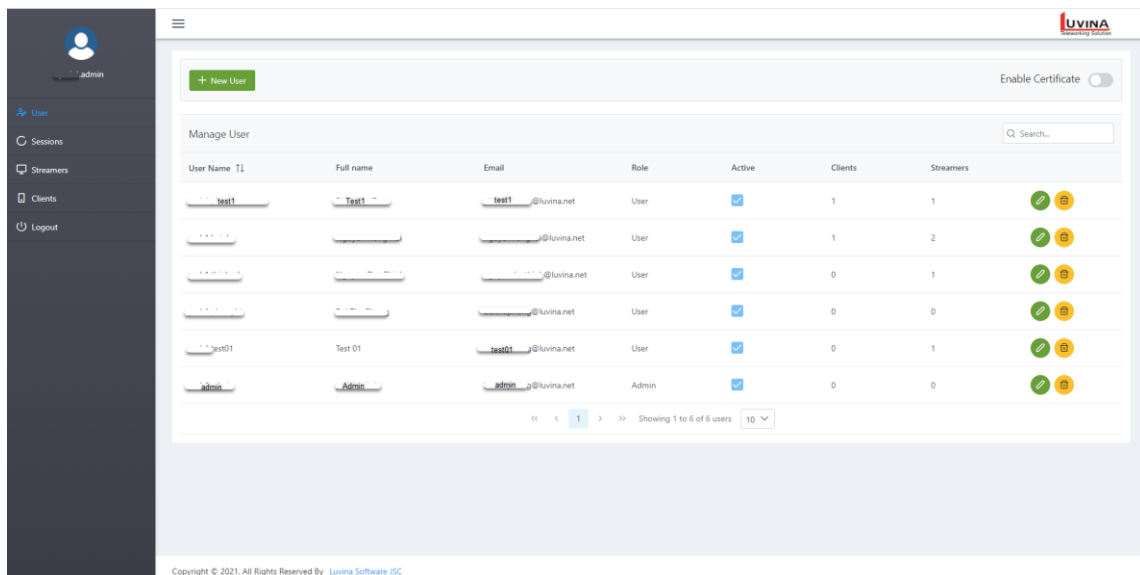 LUVINA
Teleworking Solution
.admin
User
Sessions
Streamers
Clients
Logout
+ New User
Enable Certificate
Manage User
Search...
User Name Full name Email Role Active Clients Streamers
test1 Test1 test1 @luvina.net User 1 1
@luvina.net User 1 2
@luvina.net User 0 1
@luvina.net User 0 0
test01 Test 01 test01 @luvina.net User 0 1
admin Admin admin @luvina.net Admin 0 0
<< < 1 > >> Showing 1 to 6 of 6 users 10
Copyright © 2021. All Rights Reserved By Luvina Software JSC